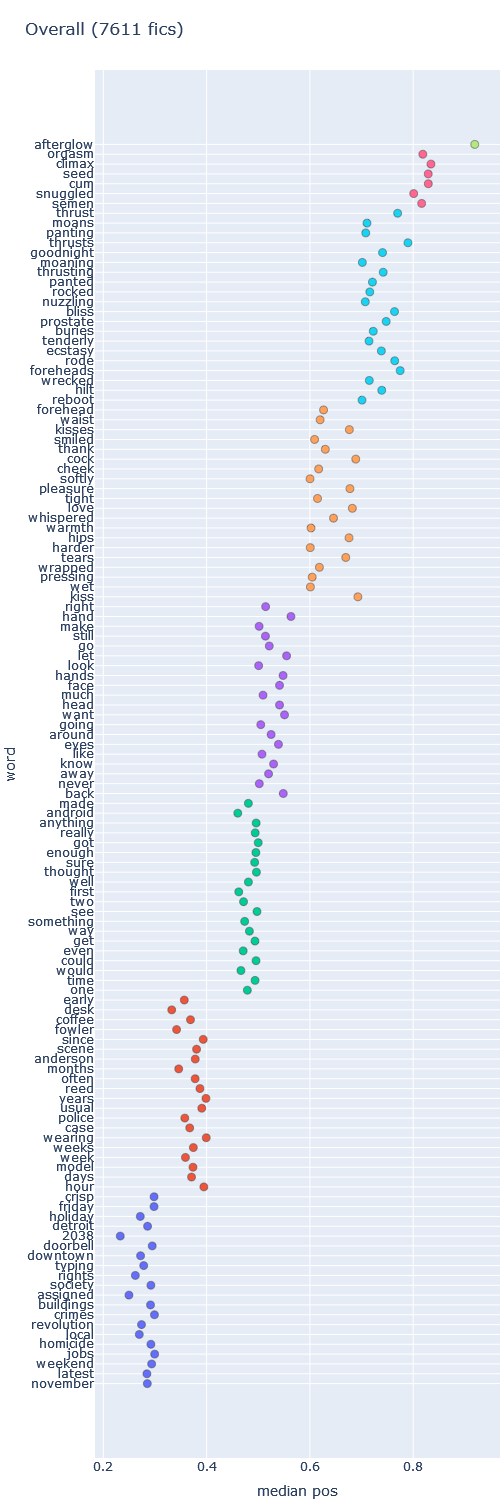 Overall (7611 fics)
afterglow
orgasm
climax
seed
cum
snuggled
semen
thrust
moans
panting
thrusts
goodnight
moaning
thrusting
panted
rocked
nuzzling
bliss
prostate
buries
tenderly
ecstasy
rode
foreheads
wrecked
hilt
reboot
forehead
waist
kisses
smiled
thank
cock
cheek
softly
pleasure
tight
love
whispered
warmth
hips
harder
tears
wrapped
pressing
wet
kiss
right
hand
make
still
go
let
look
hands
face
much
head
want
going
around
eyes
like
know
away
never
back
made
android
anything
really
got
enough
sure
thought
well
first
two
see
something
way
get
even
could
would
time
one
early
desk
coffee
fowler
since
scene
anderson
months
often
reed
years
usual
police
case
wearing
weeks
week
model
days
hour
crisp
friday
holiday
detroit
2038
doorbell
downtown
typing
rights
society
assigned
buildings
crimes
revolution
local
homicide
jobs
weekend
latest
november
word
0.2 0.4 0.6 0.8
median pos